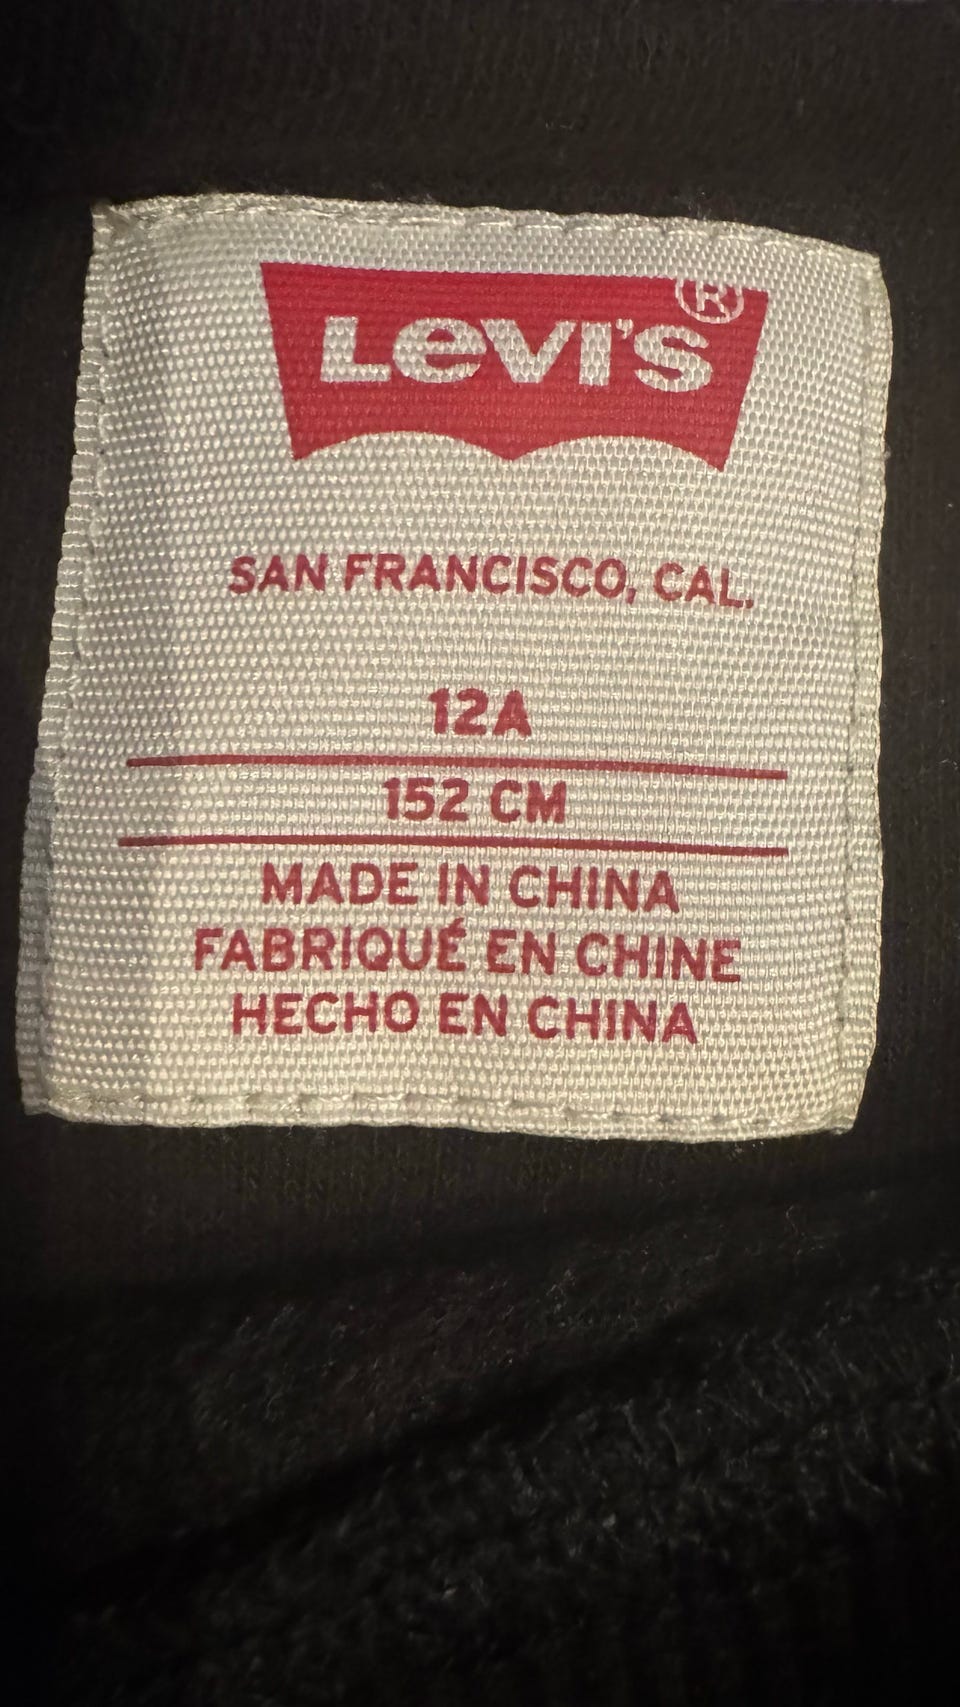 LEVI'S®
SAN FRANCISCO, CAL.
12A
152 CM
MADE IN CHINA
FABRIQUÉ EN CHINE
HECHO EN CHINA